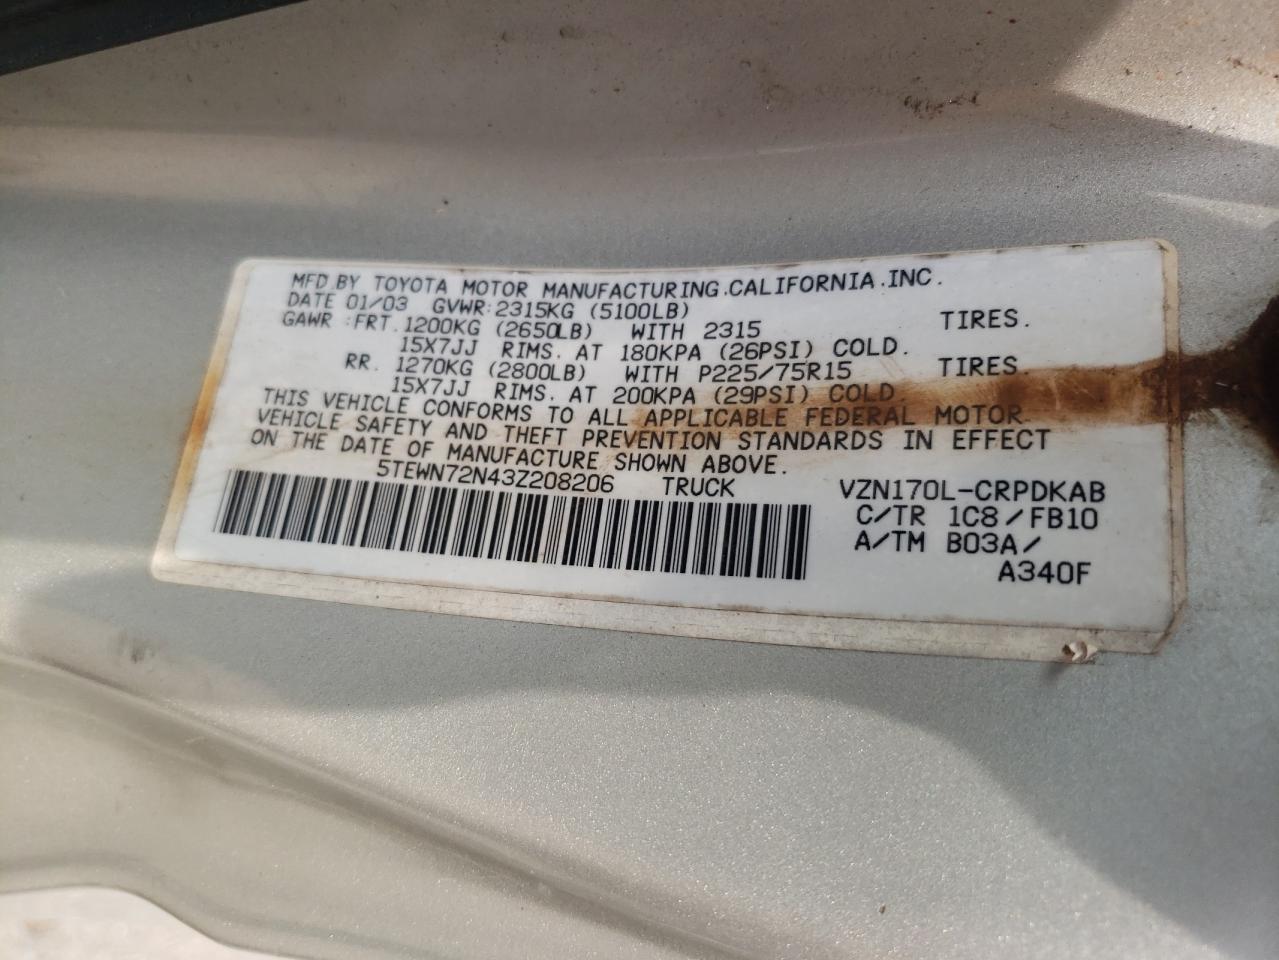 MFD.BY TOYOTA MOTOR MANUFACTURING.CALIFORNIA.INC.
DATE 01/03 GVWR:2315KG (5100LB)
GAWR :FRT. 1200KG (2650LB) WITH 2315 TIRES.
15X7JJ RIMS. AT 180KPA (26PSI) COLD.
RR. 1270KG (2800LB) WITH P225/75R15 TIRES.
15X7JJ RIMS. AT 200KPA (29PSI) COLD.
THIS VEHICLE CONFORMS TO ALL APPLICABLE FEDERAL MOTOR
VEHICLE SAFETY AND THEFT PREVENTION STANDARDS IN EFFECT
ON THE DATE OF MANUFACTURE SHOWN ABOVE.
5TEWN72N43Z208206 TRUCK VZN170L-CRPDKAB
C/TR 1C8/FB10
A/TM B03A/
A340F